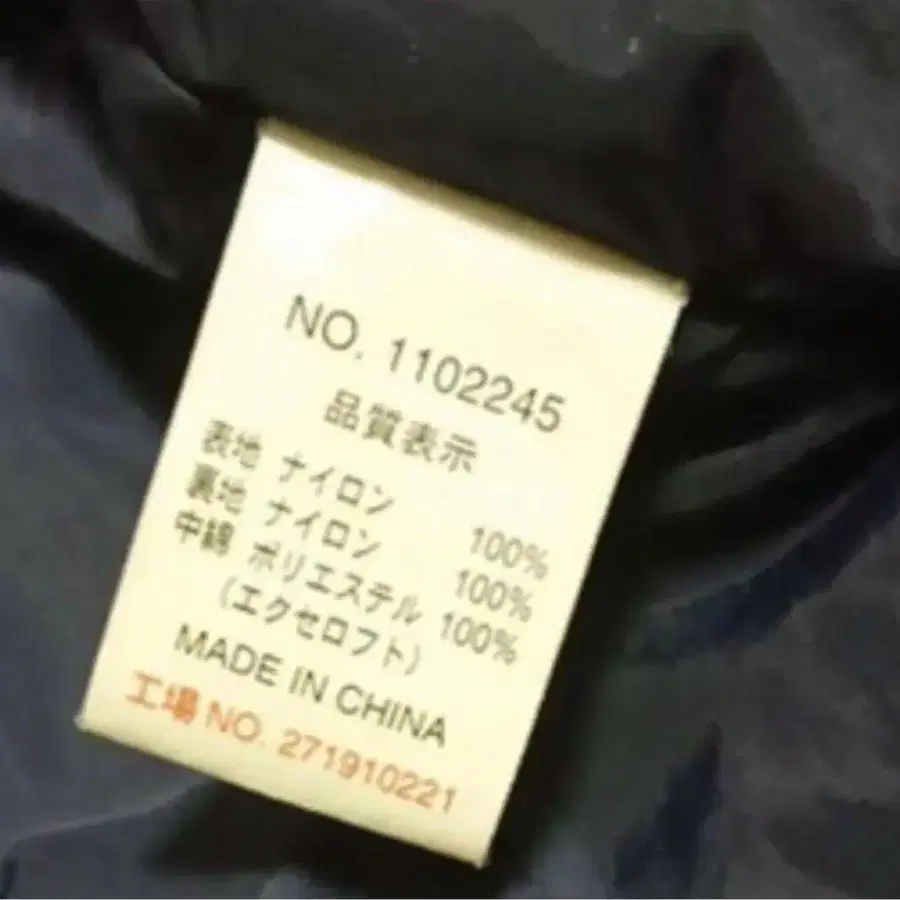 NO. 1102245
品質表示
表地 ナイロン 100%
裏地 ナイロン 100%
中綿 ポリエステル 100%
(エクセロフト)
MADE IN CHINA
工場 NO. 271910221